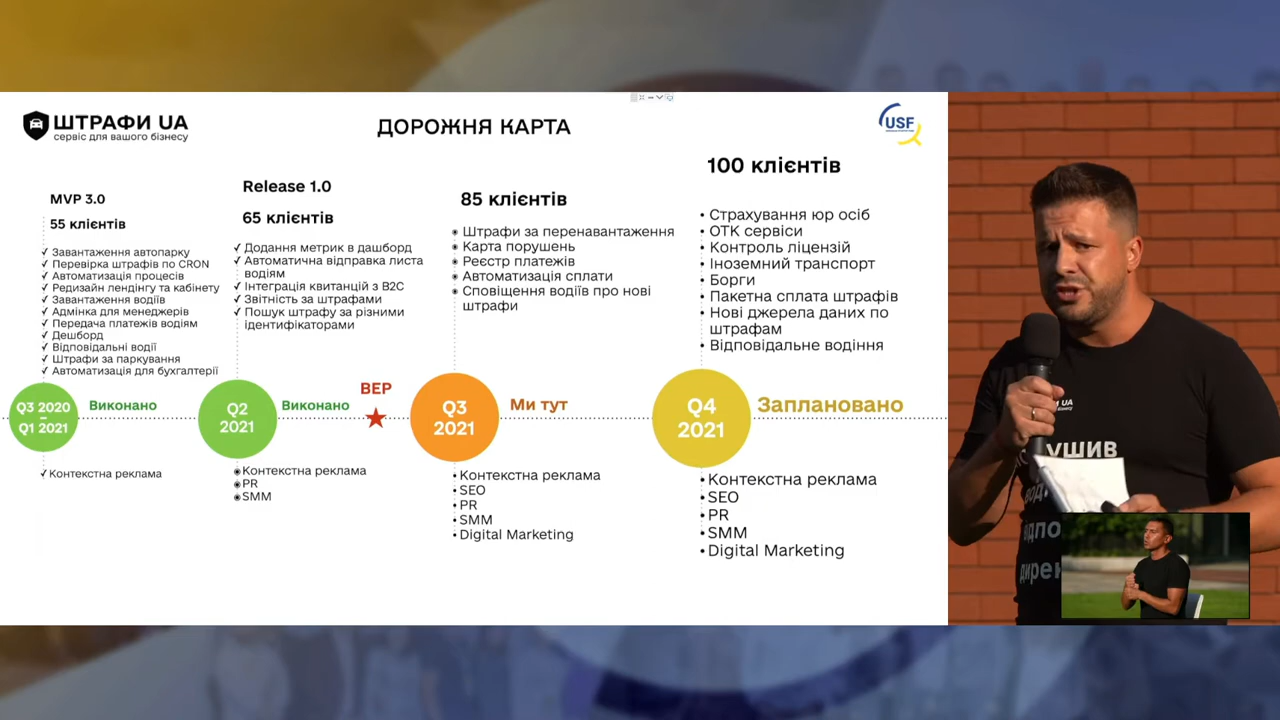 ШТРАФИ UA
сервіс для вашого бізнесу
ДОРОЖНЯ КАРТА
USF
MVP 3.0
55 клієнтів
✓ Завантаження автопарку
✓ Перевірка штрафів по CRON
✓ Автоматизація процесів
✓ Редизайн лендінгу та кабінету
✓ Завантаження водіїв
✓ Адмінка для менеджерів
✓ Передача платежів водіям
✓ Дешборд
✓ Відповідальні водії
✓ Штрафи за паркування
✓ Автоматизація для бухгалтерії
Q3 2020
–
Q1 2021
Виконано
✓ Контекстна реклама
Release 1.0
65 клієнтів
✓ Додання метрик в дашборд
✓ Автоматична відправка листа
водіям
✓ Інтеграція квитанцій з B2C
✓ Звітність за штрафами
✓ Пошук штрафу за різними
ідентифікаторами
Q2
2021
Виконано
Контекстна реклама
PR
SMM
ВЕР
85 клієнтів
Штрафи за перенавантаження
Карта порушень
Реєстр платежів
Автоматизація сплати
Сповіщення водіїв про нові
штрафи
Q3
2021
Ми тут
• Контекстна реклама
• SEO
• PR
• SMM
• Digital Marketing
100 клієнтів
• Страхування юр осіб
• ОТК сервіси
• Контроль ліцензій
• Іноземний транспорт
• Борги
• Пакетна сплата штрафів
• Нові джерела даних по
штрафам
• Відповідальне водіння
Q4
2021
Заплановано
• Контекстна реклама
• SEO
• PR
• SMM
• Digital Marketing
UA